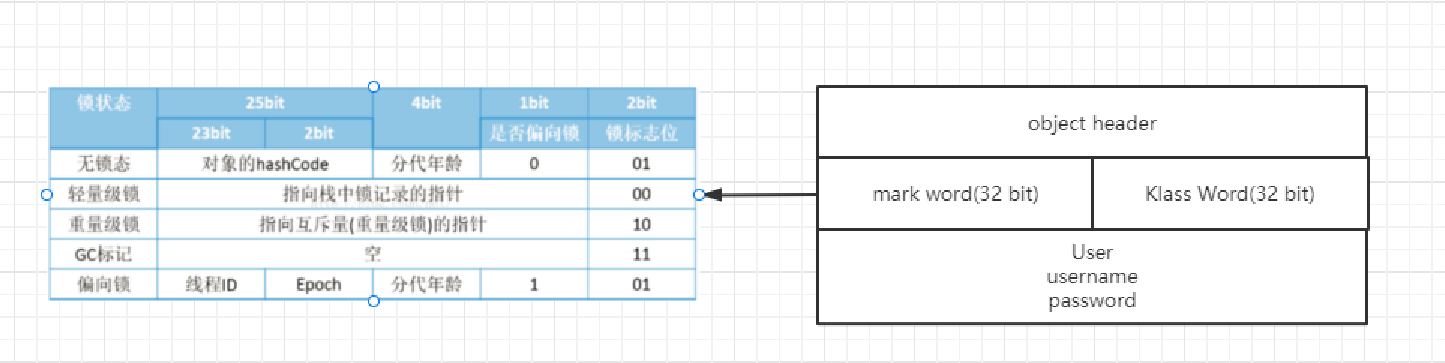 锁状态 25bit 4bit 1bit 2bit
23bit 2bit 是否偏向锁 锁标志位
无锁态 对象的hashCode 分代年龄 0 01
轻量级锁 指向栈中锁记录的指针 00
重量级锁 指向互斥量(重量级锁)的指针 10
GC标记 空 11
偏向锁 线程ID Epoch 分代年龄 1 01
object header
mark word(32 bit) Klass Word(32 bit)
User
username
password